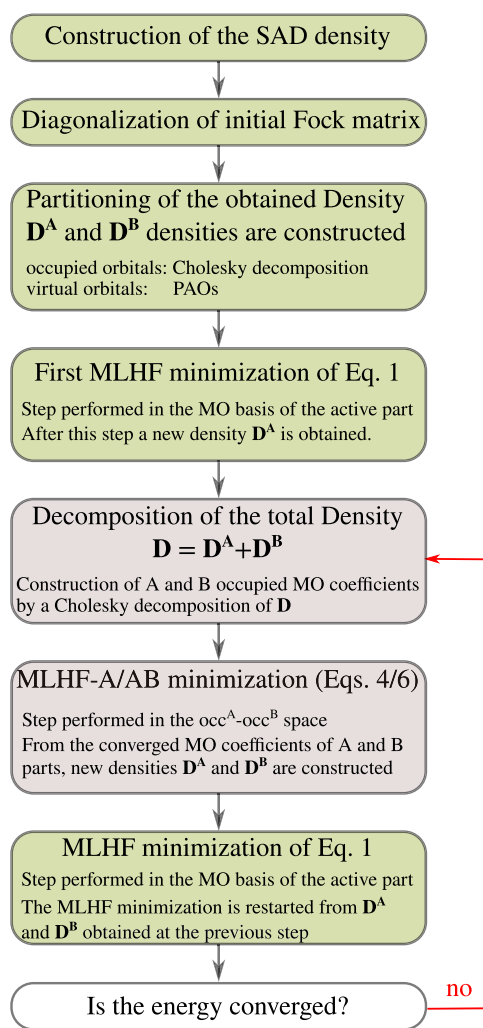 Construction of the SAD density
Diagonalization of initial Fock matrix
Partitioning of the obtained Density
D^A and D^B densities are constructed
occupied orbitals: Cholesky decomposition
virtual orbitals: PAOs
First MLHF minimization of Eq. 1
Step performed in the MO basis of the active part
After this step a new density D^A is obtained.
Decomposition of the total Density
D = D^A+D^B
Construction of A and B occupied MO coefficients
by a Cholesky decomposition of D
MLHF-A/AB minimization (Eqs. 4/6)
Step performed in the occ^A-occ^B space
From the converged MO coefficients of A and B
parts, new densities D^A and D^B are constructed
MLHF minimization of Eq. 1
Step performed in the MO basis of the active part
The MLHF minimization is restarted from D^A
and D^B obtained at the previous step
Is the energy converged?
no